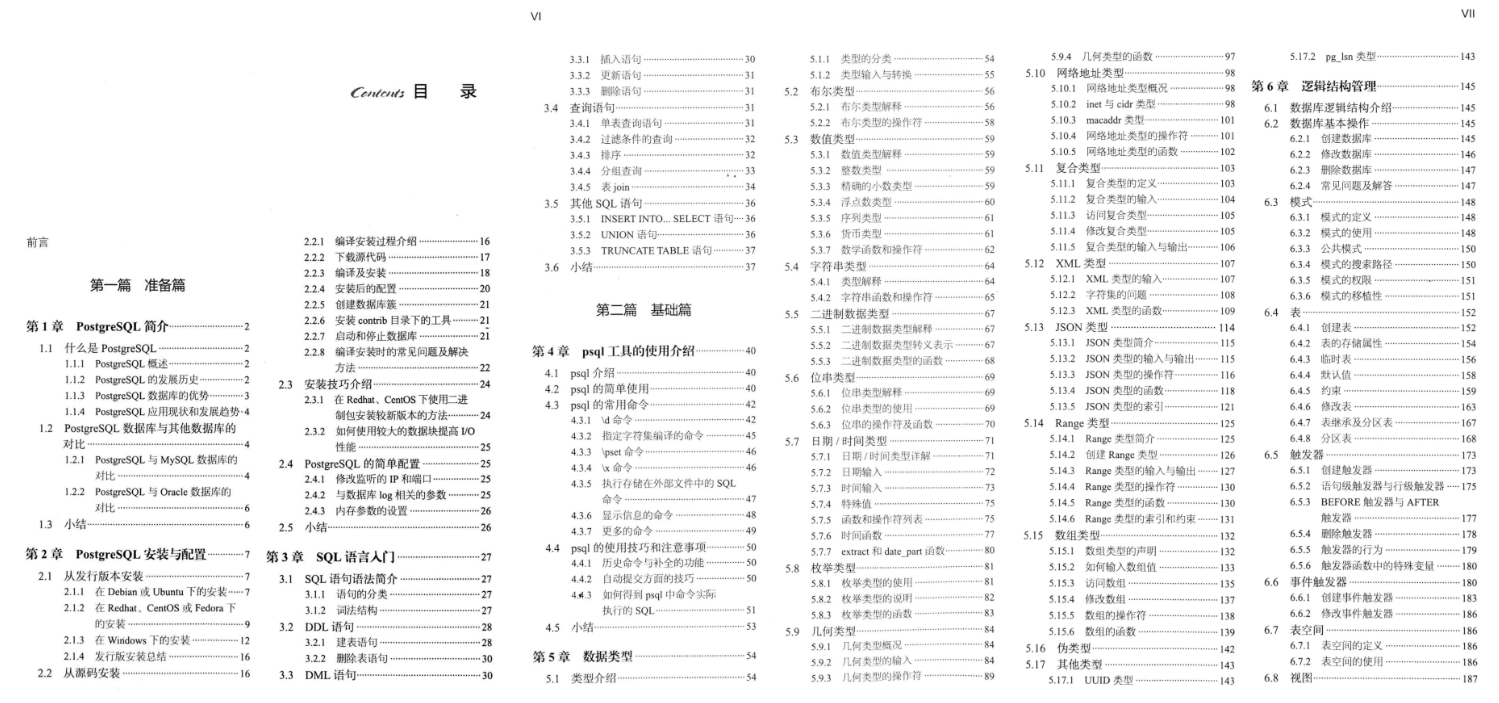 Contents 目 录
前言
第一篇 准备篇
第 1 章 PostgreSQL 简介 2
1.1 什么是 PostgreSQL 2
1.1.1 PostgreSQL 概述 2
1.1.2 PostgreSQL 的发展历史 2
1.1.3 PostgreSQL 数据库的优势 3
1.1.4 PostgreSQL 应用现状和发展趋势 4
1.2 PostgreSQL 数据库与其他数据库的
对比 4
1.2.1 PostgreSQL 与 MySQL 数据库的
对比 4
1.2.2 PostgreSQL 与 Oracle 数据库的
对比 6
1.3 小结 6
第 2 章 PostgreSQL 安装与配置 7
2.1 从发行版本安装 7
2.1.1 在 Debian 或 Ubuntu 下的安装 7
2.1.2 在 Redhat、CentOS 或 Fedora 下
的安装 9
2.1.3 在 Windows 下的安装 12
2.1.4 发行版安装总结 16
2.2 从源码安装 16
2.2.1 编译安装过程介绍 16
2.2.2 下载源代码 17
2.2.3 编译及安装 18
2.2.4 安装后的配置 20
2.2.5 创建数据库簇 21
2.2.6 安装 contrib 目录下的工具 21
2.2.7 启动和停止数据库 21
2.2.8 编译安装时的常见问题及解决
方法 22
2.3 安装技巧介绍 24
2.3.1 在 Redhat、CentOS 下使用二进
制包安装较新版本的方法 24
2.3.2 如何使用较大的数据块提高 I/O
性能 25
2.4 PostgreSQL 的简单配置 25
2.4.1 修改监听的 IP 和端口 25
2.4.2 与数据库 log 相关的参数 25
2.4.3 内存参数的设置 26
2.5 小结 26
第 3 章 SQL 语言入门 27
3.1 SQL 语句语法简介 27
3.1.1 语句的分类 27
3.1.2 词法结构 27
3.2 DDL 语句 28
3.2.1 建表语句 28
3.2.2 删除表语句 30
3.3 DML 语句 30
VI
3.3.1 插入语句 30
3.3.2 更新语句 31
3.3.3 删除语句 31
3.4 查询语句 31
3.4.1 单表查询语句 31
3.4.2 过滤条件的查询 32
3.4.3 排序 32
3.4.4 分组查询 33
3.4.5 表 join 34
3.5 其他 SQL 语句 36
3.5.1 INSERT INTO... SELECT 语句 36
3.5.2 UNION 语句 36
3.5.3 TRUNCATE TABLE 语句 37
3.6 小结 37
第二篇 基础篇
第 4 章 psql 工具的使用介绍 40
4.1 psql 介绍 40
4.2 psql 的简单使用 40
4.3 psql 的常用命令 42
4.3.1 \d 命令 42
4.3.2 指定字符集编译的命令 45
4.3.3 \pset 命令 46
4.3.4 \x 命令 46
4.3.5 执行存储在外部文件中的 SQL
命令 47
4.3.6 显示信息的命令 48
4.3.7 更多的命令 49
4.4 psql 的使用技巧和注意事项 50
4.4.1 历史命令与补全的功能 50
4.4.2 自动提交方面的技巧 50
4.4.3 如何得到 psql 中命令实际
执行的 SQL 51
4.5 小结 53
第 5 章 数据类型 54
5.1 类型介绍 54
5.1.1 类型的分类 54
5.1.2 类型输入与转换 55
5.2 布尔类型 56
5.2.1 布尔类型解释 56
5.2.2 布尔类型的操作符 58
5.3 数值类型 59
5.3.1 数值类型解释 59
5.3.2 整数类型 59
5.3.3 精确的小数类型 59
5.3.4 浮点数类型 60
5.3.5 序列类型 61
5.3.6 货币类型 61
5.3.7 数学函数和操作符 62
5.4 字符串类型 64
5.4.1 类型解释 64
5.4.2 字符串函数和操作符 65
5.5 二进制数据类型 67
5.5.1 二进制数据类型解释 67
5.5.2 二进制数据类型转义表示 67
5.5.3 二进制数据类型的函数 68
5.6 位串类型 69
5.6.1 位串类型解释 69
5.6.2 位串类型的使用 69
5.6.3 位串的操作符及函数 70
5.7 日期 / 时间类型 71
5.7.1 日期 / 时间类型详解 71
5.7.2 日期输入 72
5.7.3 时间输入 73
5.7.4 特殊值 75
5.7.5 函数和操作符列表 75
5.7.6 时间函数 77
5.7.7 extract 和 date_part 函数 80
5.8 枚举类型 81
5.8.1 枚举类型的使用 81
5.8.2 枚举类型的说明 82
5.8.3 枚举类型的函数 83
5.9 几何类型 84
5.9.1 几何类型概况 84
5.9.2 几何类型的输入 84
5.9.3 几何类型的操作符 89
VII
5.9.4 几何类型的函数 97
5.10 网络地址类型 98
5.10.1 网络地址类型概况 98
5.10.2 inet 与 cidr 类型 98
5.10.3 macaddr 类型 101
5.10.4 网络地址类型的操作符 101
5.10.5 网络地址类型的函数 102
5.11 复合类型 103
5.11.1 复合类型的定义 103
5.11.2 复合类型的输入 104
5.11.3 访问复合类型 105
5.11.4 修改复合类型 105
5.11.5 复合类型的输入与输出 106
5.12 XML 类型 107
5.12.1 XML 类型的输入 107
5.12.2 字符集的问题 108
5.12.3 XML 类型的函数 109
5.13 JSON 类型 114
5.13.1 JSON 类型简介 115
5.13.2 JSON 类型的输入与输出 115
5.13.3 JSON 类型的操作符 116
5.13.4 JSON 类型的函数 118
5.13.5 JSON 类型的索引 121
5.14 Range 类型 125
5.14.1 Range 类型简介 125
5.14.2 创建 Range 类型 126
5.14.3 Range 类型的输入与输出 127
5.14.4 Range 类型的操作符 130
5.14.5 Range 类型的函数 130
5.14.6 Range 类型的索引和约束 131
5.15 数组类型 132
5.15.1 数组类型的声明 132
5.15.2 如何输入数组值 133
5.15.3 访问数组 135
5.15.4 修改数组 137
5.15.5 数组的操作符 138
5.15.6 数组的函数 139
5.16 伪类型 142
5.17 其他类型 143
5.17.1 UUID 类型 143
5.17.2 pg_lsn 类型 143
第 6 章 逻辑结构管理 145
6.1 数据库逻辑结构介绍 145
6.2 数据库基本操作 145
6.2.1 创建数据库 145
6.2.2 修改数据库 146
6.2.3 删除数据库 147
6.2.4 常见问题及解答 147
6.3 模式 148
6.3.1 模式的定义 148
6.3.2 模式的使用 148
6.3.3 公共模式 150
6.3.4 模式的搜索路径 150
6.3.5 模式的权限 151
6.3.6 模式的移植性 151
6.4 表 152
6.4.1 创建表 152
6.4.2 表的存储属性 154
6.4.3 临时表 156
6.4.4 默认值 158
6.4.5 约束 159
6.4.6 修改表 163
6.4.7 表继承及分区表 167
6.4.8 分区表 168
6.5 触发器 173
6.5.1 创建触发器 173
6.5.2 语句级触发器与行级触发器 175
6.5.3 BEFORE 触发器与 AFTER
触发器 177
6.5.4 删除触发器 178
6.5.5 触发器的行为 179
6.5.6 触发器函数中的特殊变量 180
6.6 事件触发器 180
6.6.1 创建事件触发器 183
6.6.2 修改事件触发器 186
6.7 表空间 186
6.7.1 表空间的定义 186
6.7.2 表空间的使用 186
6.8 视图 187